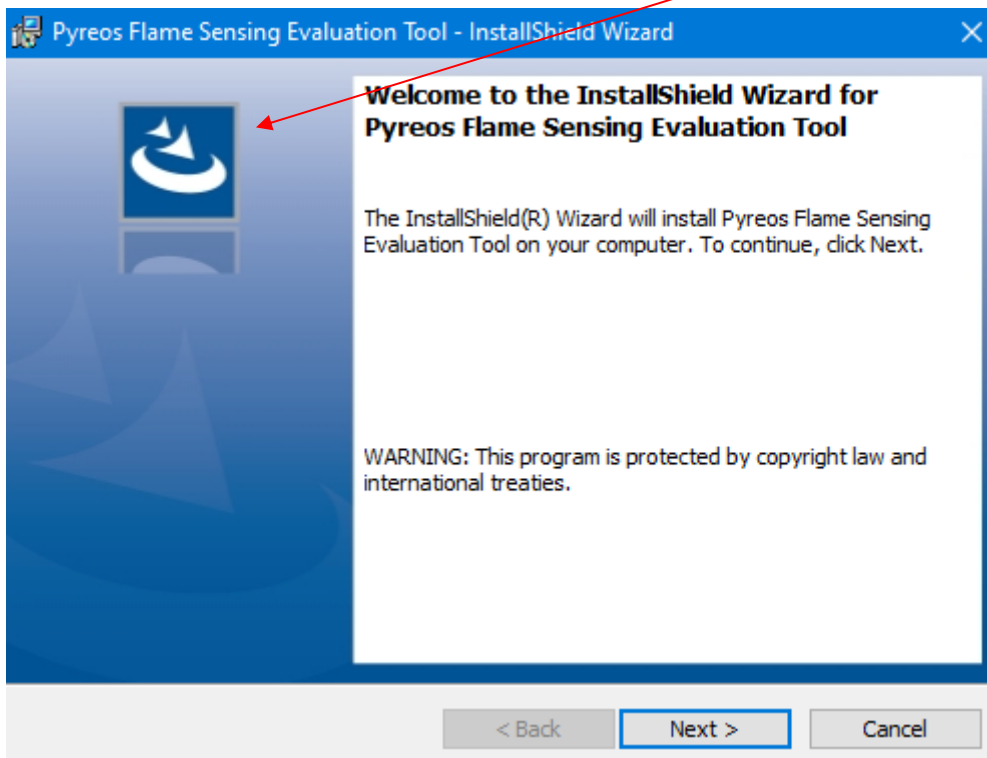 Pyreos Flame Sensing Evaluation Tool - InstallShield Wizard
Welcome to the InstallShield Wizard for
Pyreos Flame Sensing Evaluation Tool
The InstallShield(R) Wizard will install Pyreos Flame Sensing
Evaluation Tool on your computer. To continue, click Next.
WARNING: This program is protected by copyright law and
international treaties.
< Back Next > Cancel